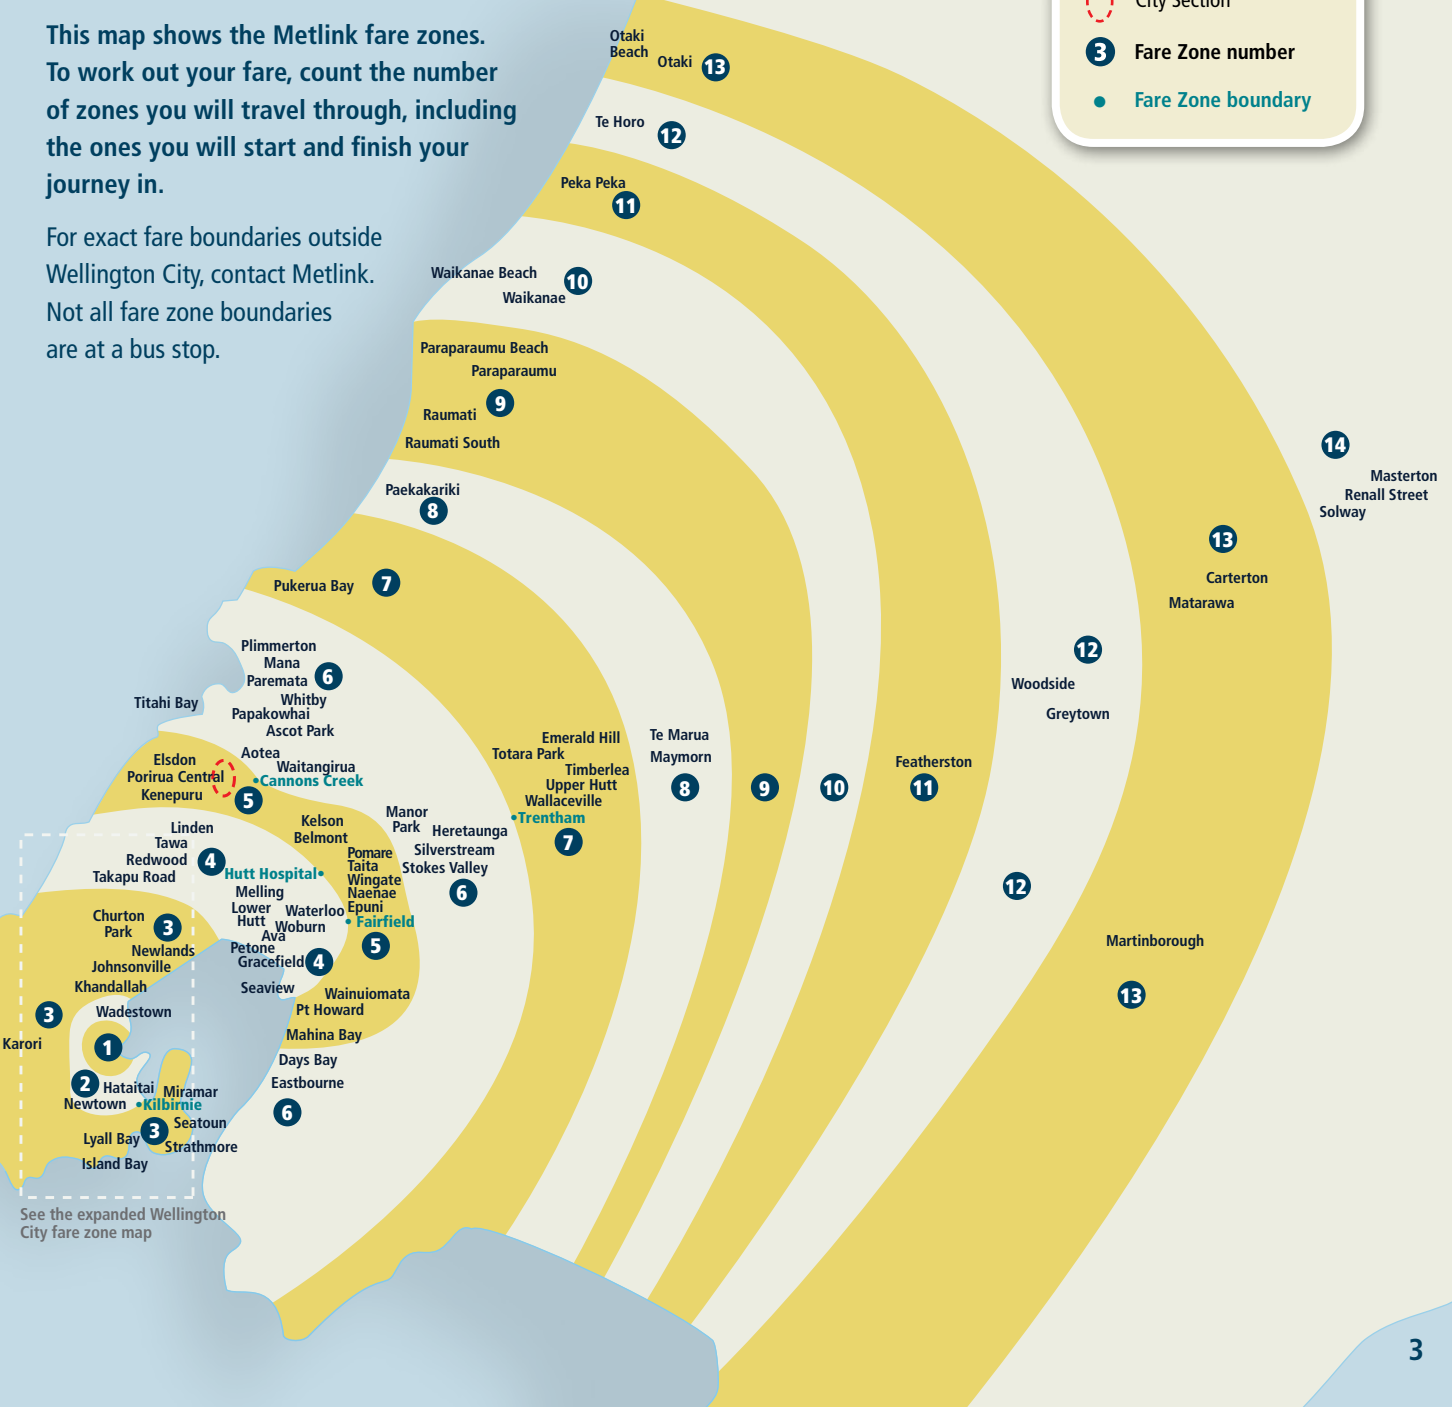 This map shows the Metlink fare zones.
To work out your fare, count the number
of zones you will travel through, including
the ones you will start and finish your
journey in.
For exact fare boundaries outside
Wellington City, contact Metlink.
Not all fare zone boundaries
are at a bus stop.
City Section
3 Fare Zone number
Fare Zone boundary
Otaki
Beach
Otaki 13
Te Horo
12
Peka Peka
11
Waikanae Beach
10
Waikanae
Paraparaumu Beach
Paraparaumu
9
Raumati
Raumati South
Paekakariki
8
Pukerua Bay 7
Plimmerton
Mana
6
Paremata
Whitby
Titahi Bay
Papakowhai
Ascot Park
Aotea
Elsdon
Waitangirua
Porirua Central
Cannons Creek
Kenepuru
5
Linden
Tawa
Redwood
4
Takapu Road
Hutt Hospital
Melling
Lower
Hutt
Waterloo
Woburn
Ava
Petone
Gracefield 4
Seaview
Kelson
Belmont
Pomare
Taita
Wingate
Naenae
Epuni
Fairfield
5
Wainuiomata
Pt Howard
Mahina Bay
Days Bay
Eastbourne
6
Manor
Park
Heretaunga
Silverstream
Stokes Valley
6
Emerald Hill
Totara Park
Timberlea
Upper Hutt
Wallaceville
Trentham
7
Te Marua
Maymorn
8
9
10
Featherston
11
12
Woodside
Greytown
12
13
Carterton
Matarawa
14
Masterton
Renall Street
Solway
Martinborough
13
Churton
Park
3
Newlands
Johnsonville
Khandallah
3
Wadestown
Karori
1
2
Hataitai
Miramar
Newtown
Kilbirnie
Seatoun
3
Lyall Bay
Strathmore
Island Bay
See the expanded Wellington
City fare zone map
3